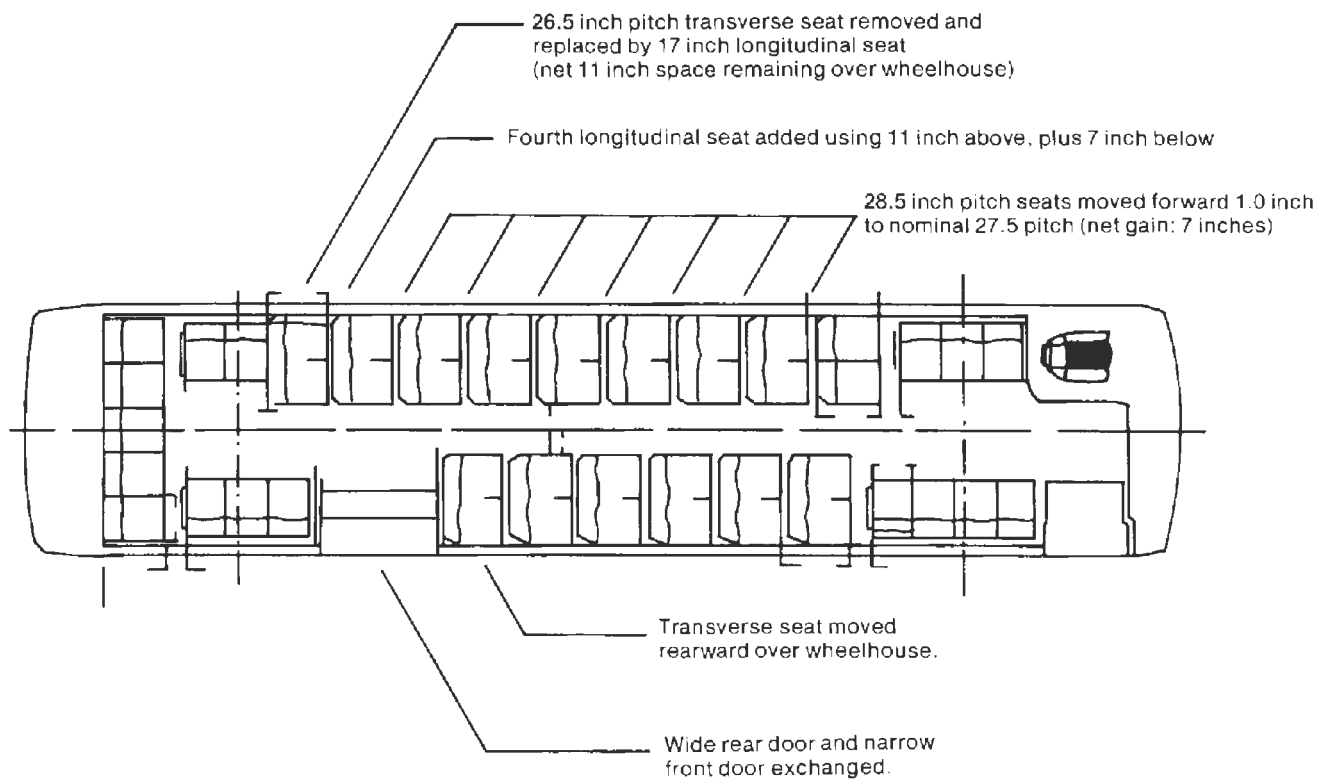 26.5 inch pitch transverse seat removed and
replaced by 17 inch longitudinal seat
(net 11 inch space remaining over wheelhouse)
Fourth longitudinal seat added using 11 inch above, plus 7 inch below
28.5 inch pitch seats moved forward 1.0 inch
to nominal 27.5 pitch (net gain: 7 inches)
Transverse seat moved
rearward over wheelhouse.
Wide rear door and narrow
front door exchanged.